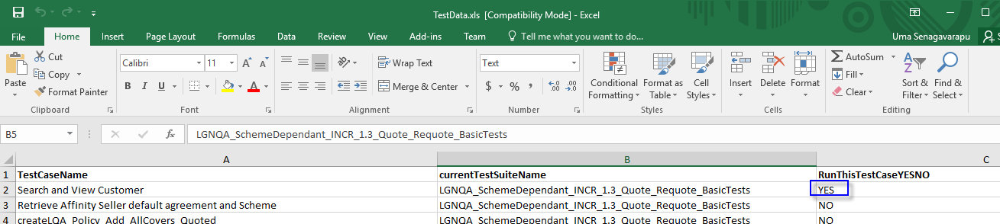 TestData.xls [Compatibility Mode] - Excel
File Home Insert Page Layout Formulas Data Review View Add-ins Team Tell me what you want to do... Uma Senagavarapu
Paste Cut Copy Format Painter
Clipboard
Calibri 11 A A
B I U A
Font
Wrap Text
Merge & Center
Alignment
Text
$ % , .0 .00 .00 .0
Number
Conditional Formatting Format as Table Cell Styles
Styles
Insert Delete Format
Cells
AutoSum Fill Clear Sort & Filter Find & Select
Editing
B5 fx LGNQA_SchemeDependant_INCR_1.3_Quote_Requote_BasicTests
A B C
1 TestCaseName currentTestSuiteName RunThisTestCaseYESNO
2 Search and View Customer LGNQA_SchemeDependant_INCR_1.3_Quote_Requote_BasicTests YES
3 Retrieve Affinity Seller default agreement and Scheme LGNQA_SchemeDependant_INCR_1.3_Quote_Requote_BasicTests NO
4 createLQA_Policy_Add_AllCovers_Quoted LGNQA_SchemeDependant_INCR_1.3_Quote_Requote_BasicTests NO